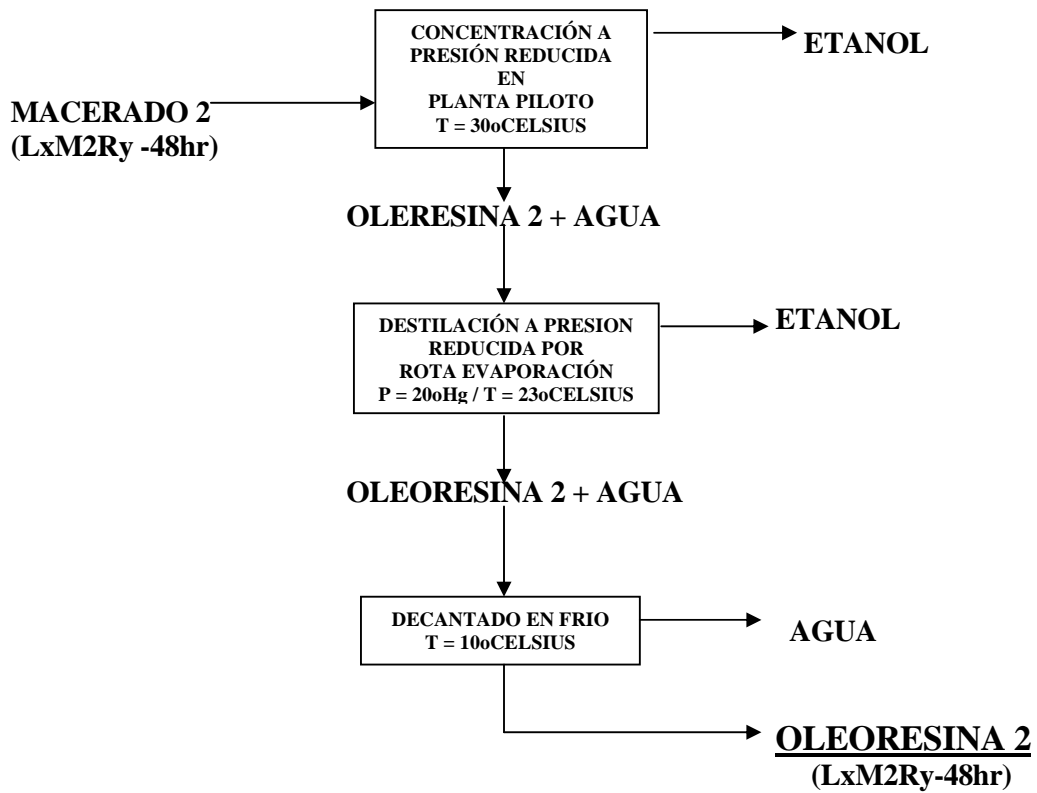 CONCENTRACIÓN A
PRESIÓN REDUCIDA
EN
PLANTA PILOTO
T = 30oCELSIUS
ETANOL
MACERADO 2
(LxM2Ry -48hr)
OLERESINA 2 + AGUA
DESTILACIÓN A PRESION
REDUCIDA POR
ROTA EVAPORACIÓN
P = 20oHg / T = 23oCELSIUS
ETANOL
OLEORESINA 2 + AGUA
DECANTADO EN FRIO
T = 10oCELSIUS
AGUA
OLEORESINA 2
(LxM2Ry-48hr)